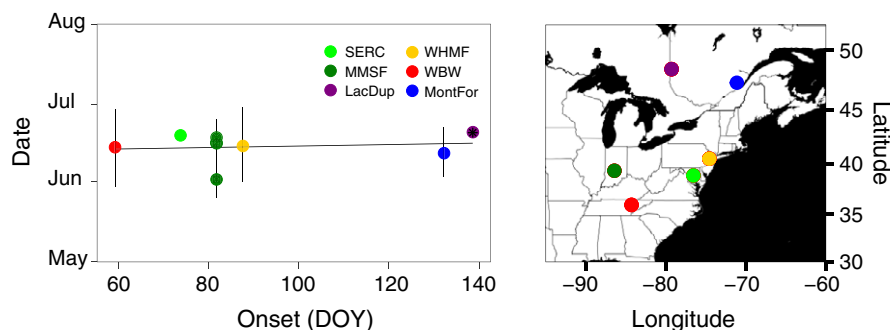 Aug
Jul
Jun
May
Date
SERC WHMF
MMSF WBW
LacDup MontFor
60 80 100 120 140
Onset (DOY)
50
45
40
35
30
Latitude
−90 −80 −70 −60
Longitude